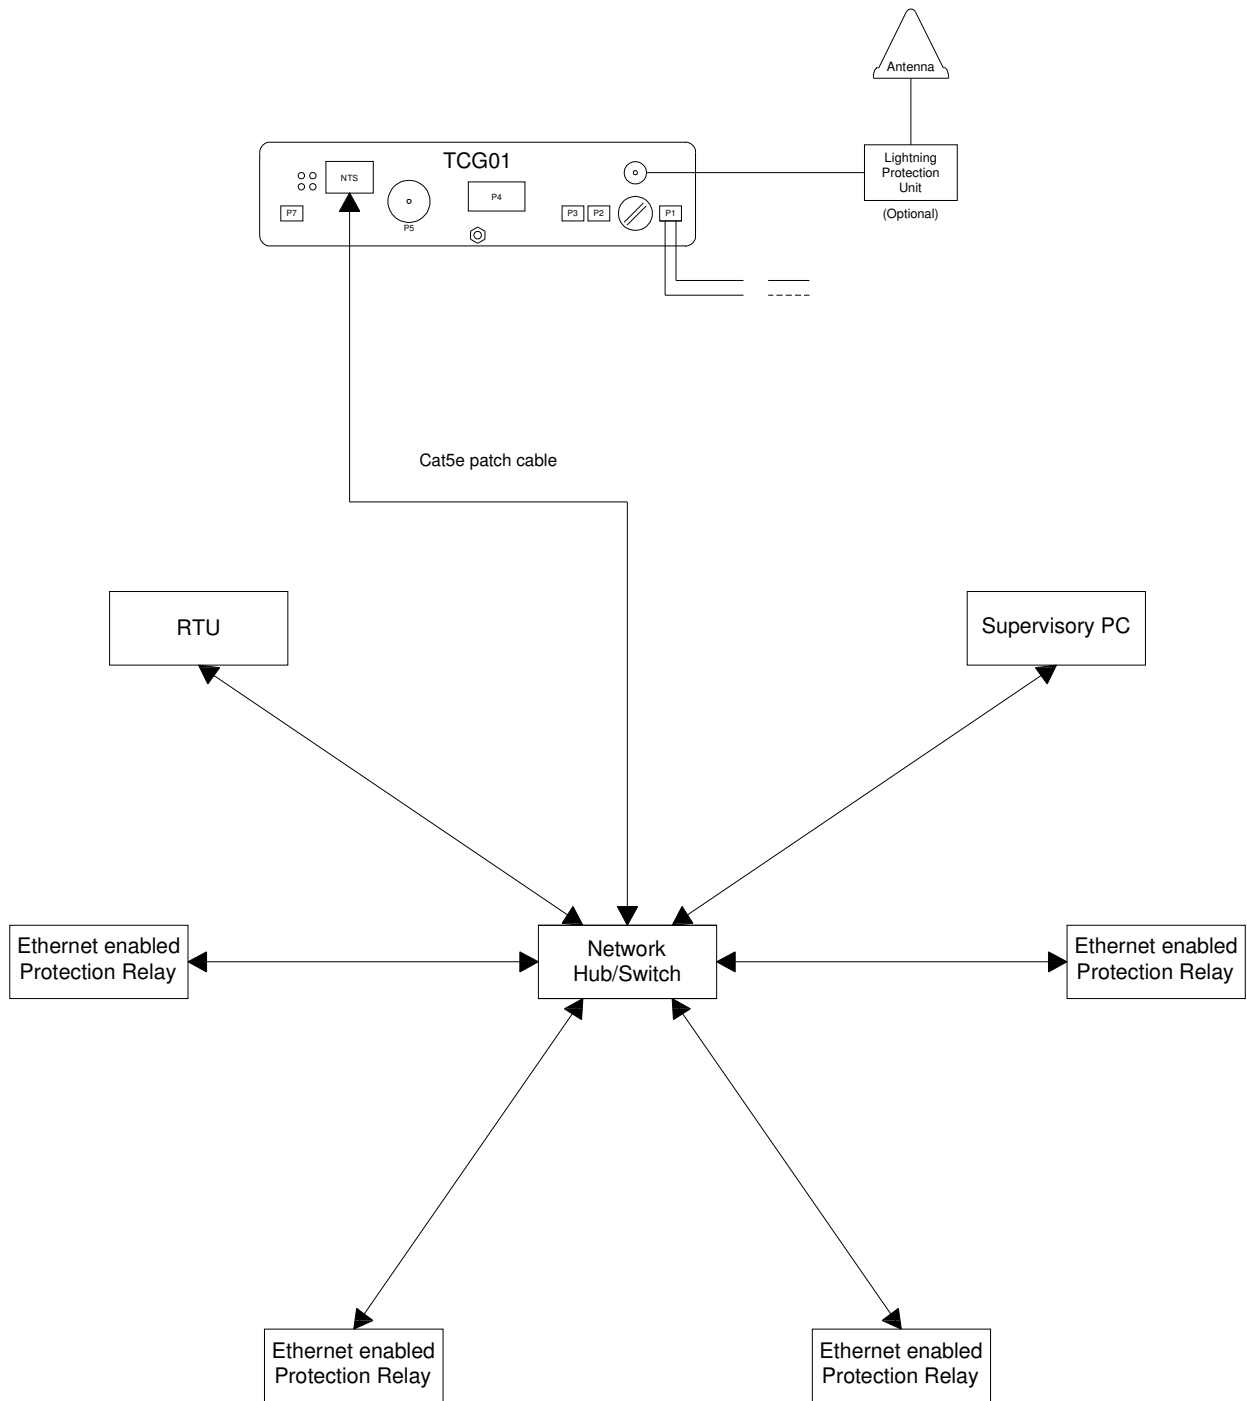 Antenna
TCG01
Lightning
Protection
Unit
(Optional)
NTS
P7
P5
P4
P3
P2
P1
Cat5e patch cable
RTU
Supervisory PC
Ethernet enabled
Protection Relay
Network
Hub/Switch
Ethernet enabled
Protection Relay
Ethernet enabled
Protection Relay
Ethernet enabled
Protection Relay